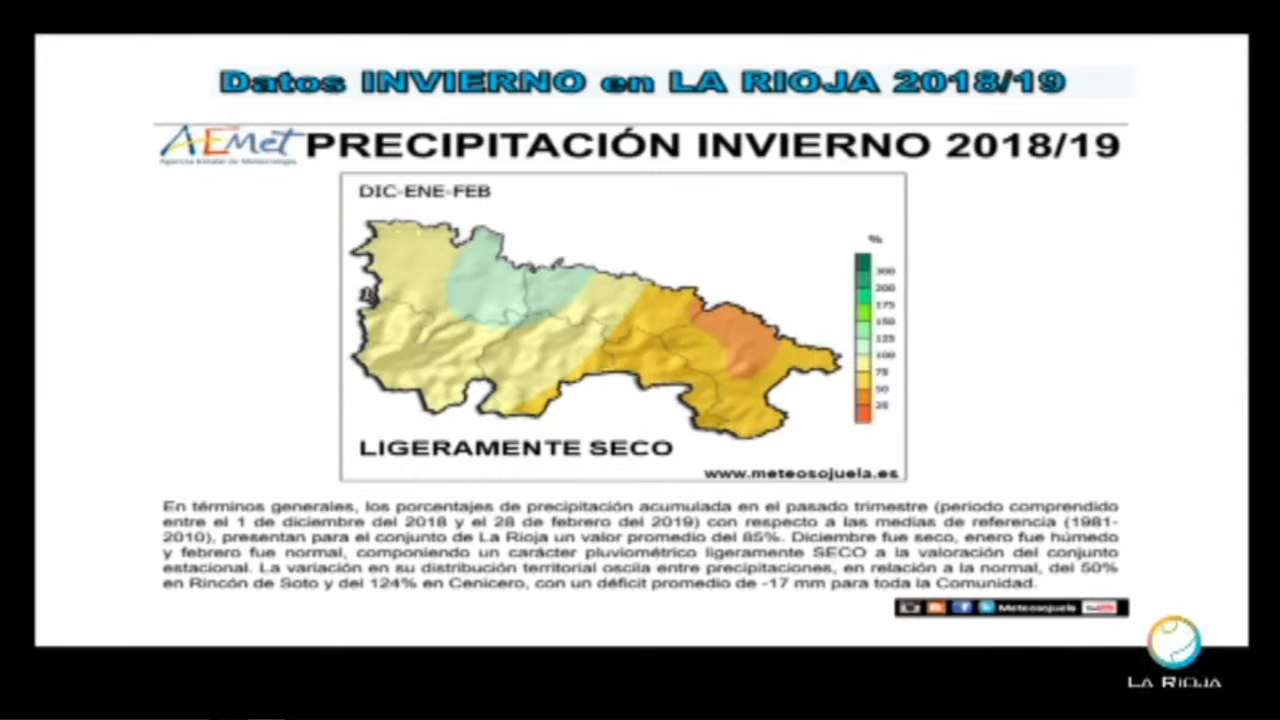 Datos INVIERNO en LA RIOJA 2018/19
AEMet
Agencia Estatal de Meteorología
PRECIPITACIÓN INVIERNO 2018/19
DIC-ENE-FEB
%
300
200
175
150
125
100
75
50
25
LIGERAMENTE SECO
www.meteosojuela.es
En términos generales, los porcentajes de precipitación acumulada en el pasado trimestre (periodo comprendido
entre el 1 de diciembre del 2018 y el 28 de febrero del 2019) con respecto a las medias de referencia (1981-
2010), presentan para el conjunto de La Rioja un valor promedio del 85%. Diciembre fue seco, enero fue húmedo
y febrero fue normal, componiendo un carácter pluviométrico ligeramente SECO a la valoración del conjunto
estacional. La variación en su distribución territorial oscila entre precipitaciones, en relación a la normal, del 50%
en Rincón de Soto y del 124% en Cenicero, con un déficit promedio de -17 mm para toda la Comunidad.
Meteosojuela
LA RIOJA